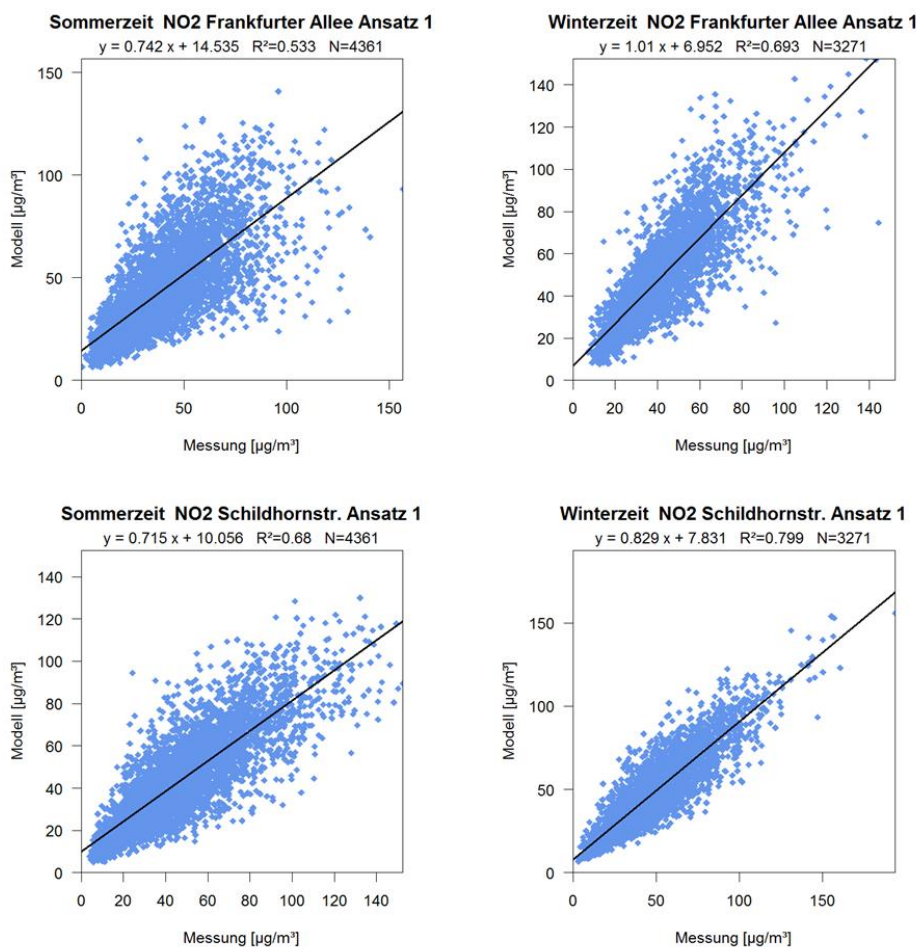 Sommerzeit NO2 Frankfurter Allee Ansatz 1
y = 0.742 x + 14.535 R²=0.533 N=4361
150
100
50
0
Modell [µg/m³]
0 50 100 150
Messung [µg/m³]
Winterzeit NO2 Frankfurter Allee Ansatz 1
y = 1.01 x + 6.952 R²=0.693 N=3271
140
120
100
80
60
40
20
0
Modell [µg/m³]
0 20 40 60 80 100 120 140
Messung [µg/m³]
Sommerzeit NO2 Schildhornstr. Ansatz 1
y = 0.715 x + 10.056 R²=0.68 N=4361
140
120
100
80
60
40
20
0
Modell [µg/m³]
0 20 40 60 80 100 120 140
Messung [µg/m³]
Winterzeit NO2 Schildhornstr. Ansatz 1
y = 0.829 x + 7.831 R²=0.799 N=3271
150
100
50
0
Modell [µg/m³]
0 50 100 150
Messung [µg/m³]